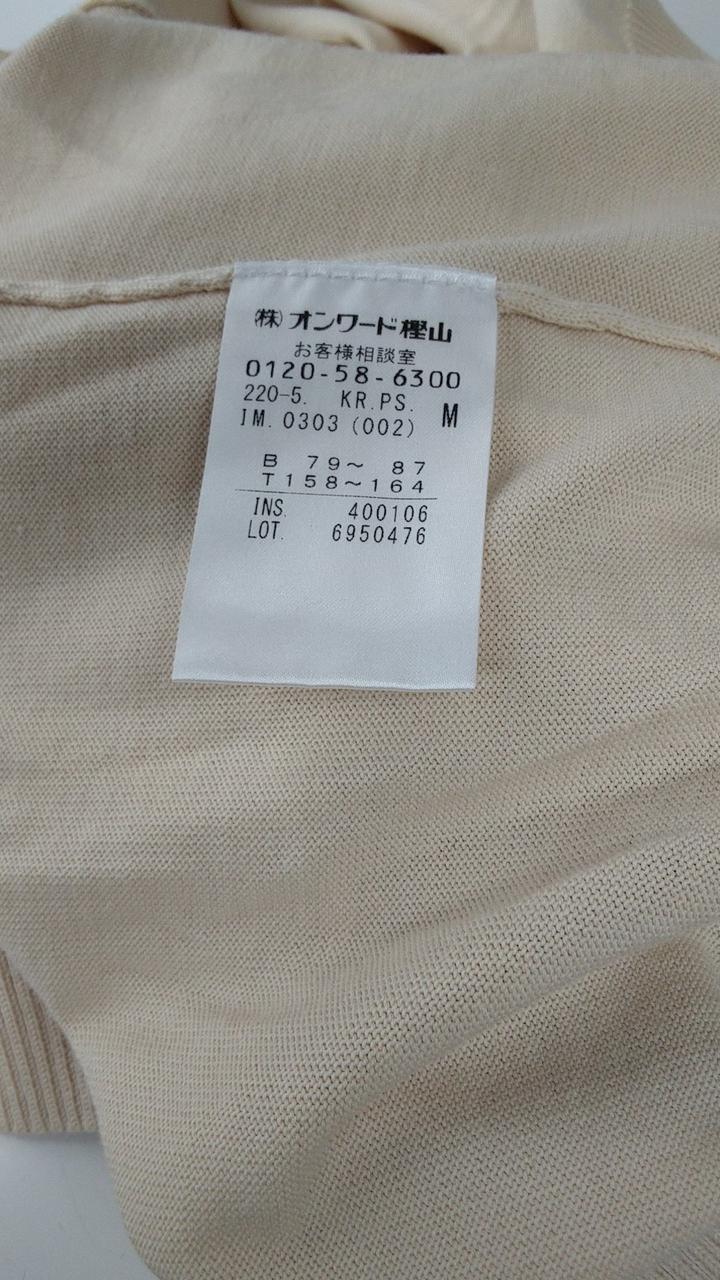 (株)オンワード樫山
お客様相談室
0120-58-6300
220-5. KR.PS. M
IM.0303(002)
B 79～ 87
T158～164
INS. 400106
LOT. 6950476